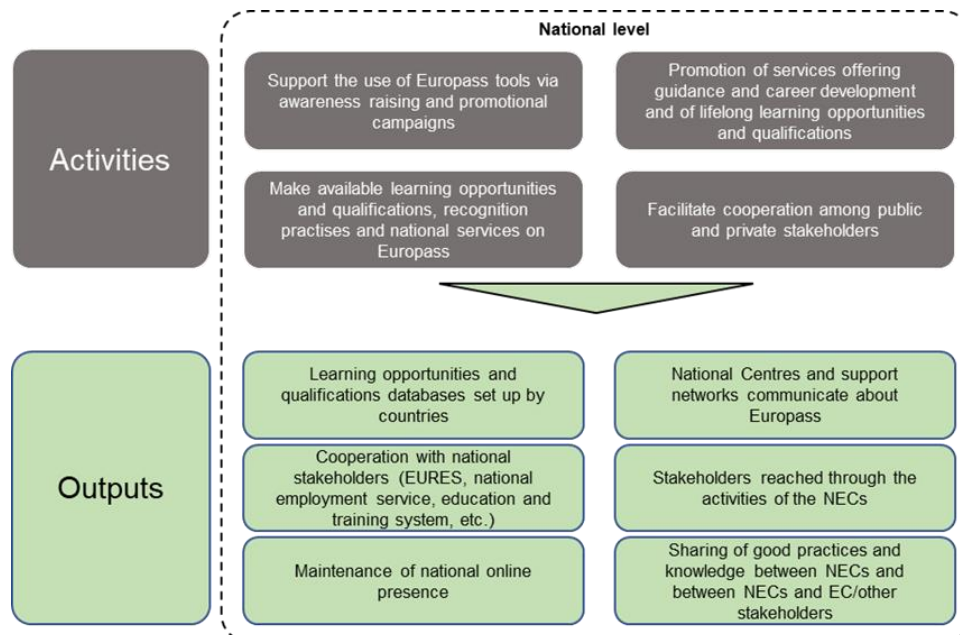 National level
Activities
Support the use of Europass tools via
awareness raising and promotional
campaigns
Promotion of services offering
guidance and career development
and of lifelong learning opportunities
and qualifications
Make available learning opportunities
and qualifications, recognition
practises and national services on
Europass
Facilitate cooperation among public
and private stakeholders
Outputs
Learning opportunities and
qualifications databases set up by
countries
National Centres and support
networks communicate about
Europass
Cooperation with national
stakeholders (EURES, national
employment service, education and
training system, etc.)
Stakeholders reached through the
activities of the NECs
Maintenance of national online
presence
Sharing of good practices and
knowledge between NECs and
between NECs and EC/other
stakeholders